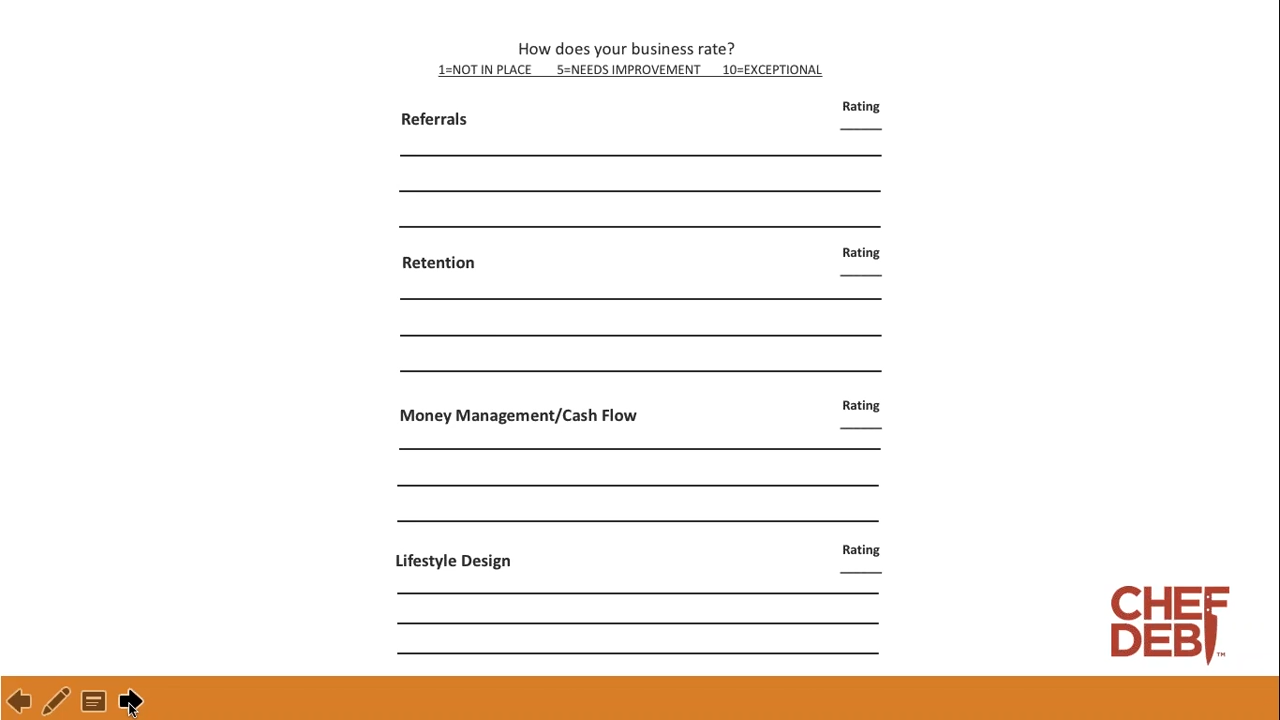 How does your business rate?
1=NOT IN PLACE 5=NEEDS IMPROVEMENT 10=EXCEPTIONAL
Rating
Referrals
Rating
Retention
Rating
Money Management/Cash Flow
Rating
Lifestyle Design
CHEF
DEBI™